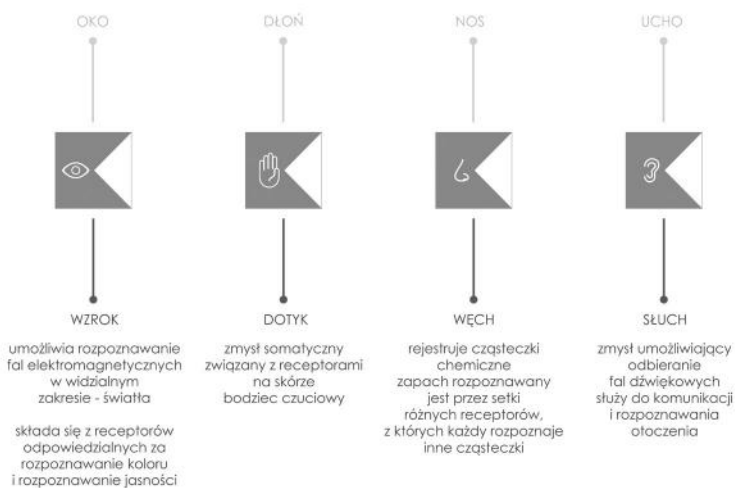 OKO
DŁOŃ
NOS
UCHO
WZROK
umożliwia rozpoznawanie
fal elektromagnetycznych
w widzialnym
zakresie - światła
składa się z receptorów
odpowiedzialnych za
rozpoznawanie koloru
i rozpoznawanie jasności
DOTYK
zmysł somatyczny
związany z receptorami
na skórze
bodziec czuciowy
WĘCH
rejestruje cząsteczki
chemiczne
zapach rozpoznawany
jest przez setki
różnych receptorów,
z których każdy rozpoznaje
inne cząsteczki
SŁUCH
zmysł umożliwiający
odbieranie
fal dźwiękowych
służy do komunikacji
i rozpoznawania
otoczenia